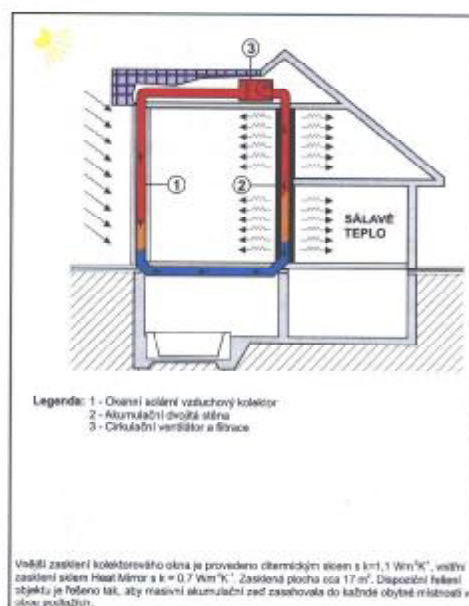 3
1
2
SÁLAVÉ
TEPLO
Legenda: 1 - Okenní solární vzduchový kolektor
2 - Akumulační dvojitá stěna
3 - Cirkulační ventilátor a filtrace
Vnější zasklení kolektorového okna je provedeno ditermickým sklem s k=1,1 Wm⁻²K⁻¹, vnitřní
zasklení sklem Heat Mirror s k = 0,7 Wm⁻²K⁻¹. Zasklená plocha cca 17 m². Dispoziční řešení
objektu je řešeno tak, aby masivní akumulační zeď zasahovala do každé obytné místnosti v
obou podlažích.